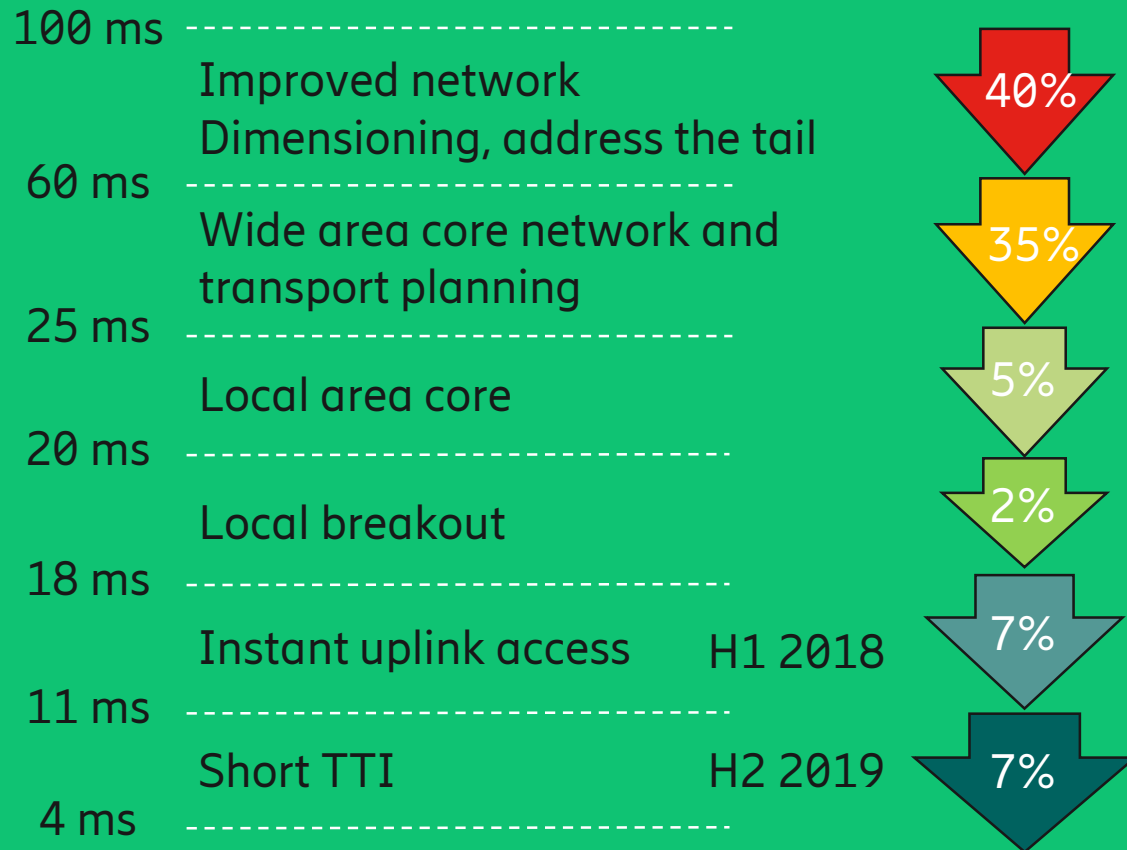 100 ms
Improved network
Dimensioning, address the tail
40%
60 ms
Wide area core network and
transport planning
35%
25 ms
Local area core
5%
20 ms
Local breakout
2%
18 ms
Instant uplink access H1 2018
7%
11 ms
Short TTI H2 2019
7%
4 ms